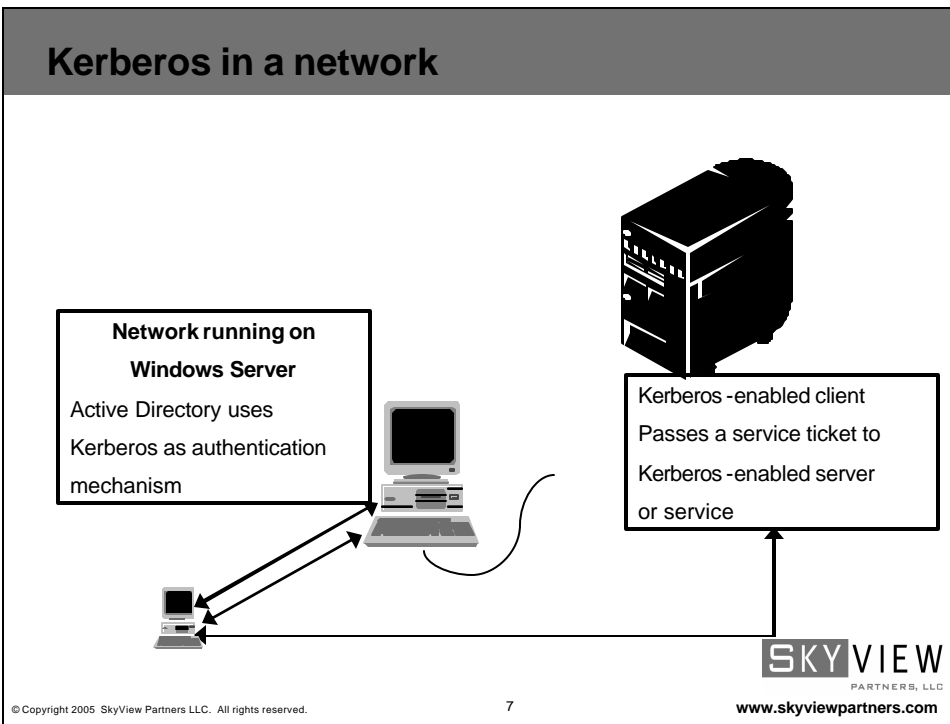 Kerberos in a network
Network running on
Windows Server
Active Directory uses
Kerberos as authentication
mechanism
Kerberos -enabled client
Passes a service ticket to
Kerberos -enabled server
or service
SKYVIEW
PARTNERS, LLC
© Copyright 2005 SkyView Partners LLC. All rights reserved.
7
www.skyviewpartners.com